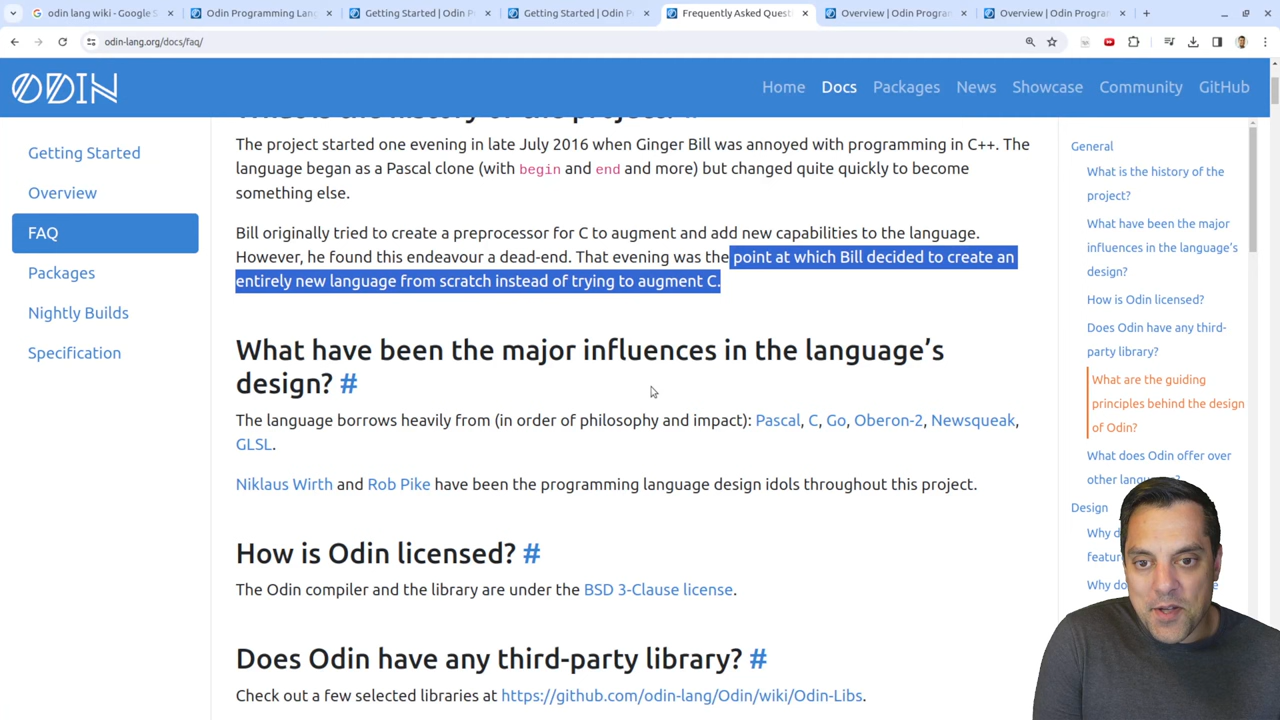 odin lang wiki - Google S
Odin Programming Lan
Getting Started | Odin P
Getting Started | Odin P
Frequently Asked Quest
Overview | Odin Progra
Overview | Odin Progra
odin-lang.org/docs/faq/
ODIN
Home
Docs
Packages
News
Showcase
Community
GitHub
Getting Started
Overview
FAQ
Packages
Nightly Builds
Specification
The project started one evening in late July 2016 when Ginger Bill was annoyed with programming in C++. The
language began as a Pascal clone (with begin and end and more) but changed quite quickly to become
something else.
Bill originally tried to create a preprocessor for C to augment and add new capabilities to the language.
However, he found this endeavour a dead-end. That evening was the point at which Bill decided to create an
entirely new language from scratch instead of trying to augment C.
What have been the major influences in the language's
design? #
The language borrows heavily from (in order of philosophy and impact): Pascal, C, Go, Oberon-2, Newsqueak,
GLSL.
Niklaus Wirth and Rob Pike have been the programming language design idols throughout this project.
How is Odin licensed? #
The Odin compiler and the library are under the BSD 3-Clause license.
Does Odin have any third-party library? #
Check out a few selected libraries at https://github.com/odin-lang/Odin/wiki/Odin-Libs.
General
What is the history of the
project?
What have been the major
influences in the language's
design?
How is Odin licensed?
Does Odin have any third-
party library?
What are the guiding
principles behind the design
of Odin?
What does Odin offer over
other
Design
Why
Why do